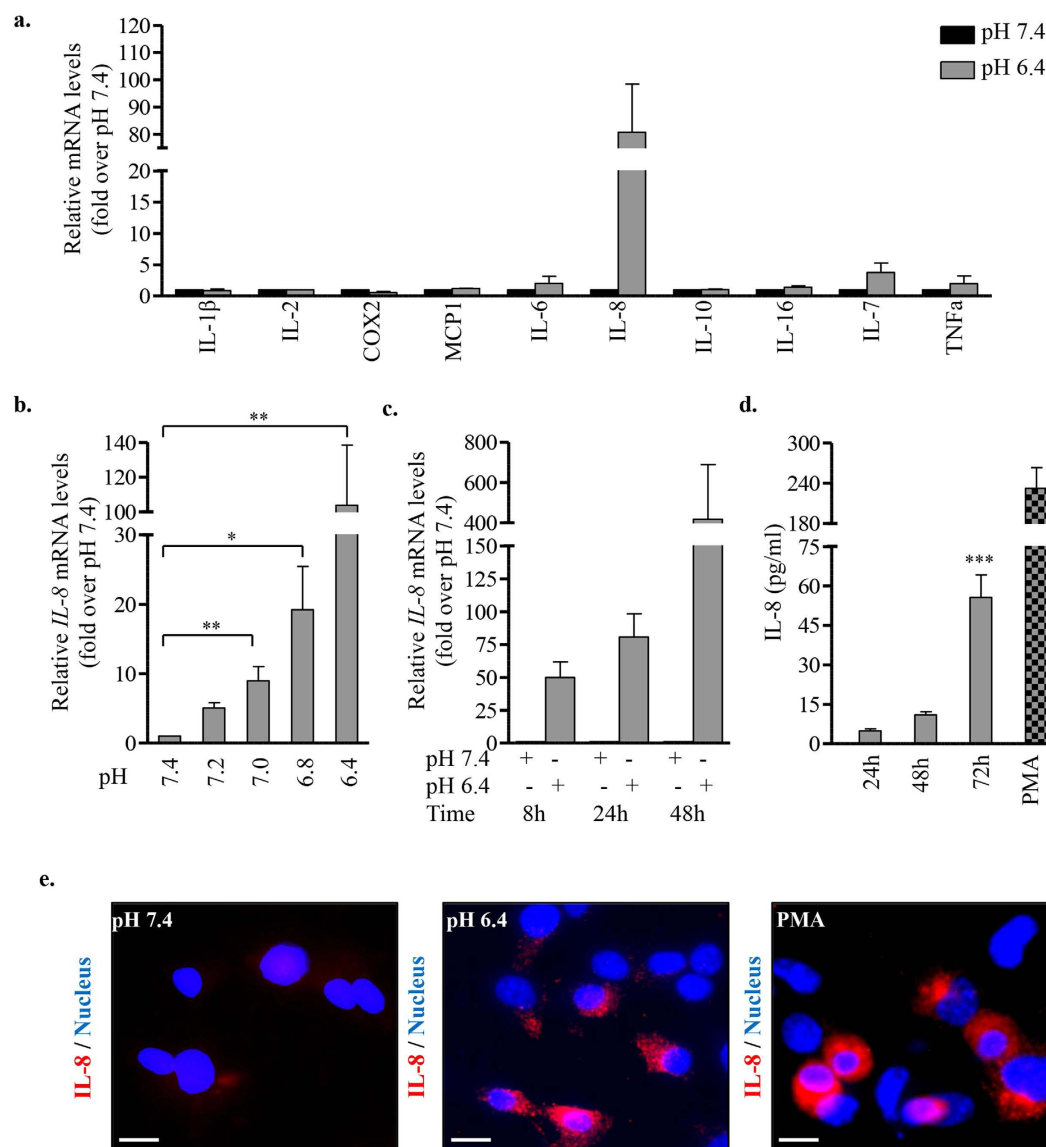 a.
Relative mRNA levels
(fold over pH 7.4)
120
110
100
90
80
20
15
10
5
0
pH 7.4
pH 6.4
IL-1β
IL-2
COX2
MCP1
IL-6
IL-8
IL-10
IL-16
IL-7
TNFa
b.
Relative IL-8 mRNA levels
(fold over pH 7.4)
140
120
100
30
20
10
0
**
*
**
pH
7.4
7.2
7.0
6.8
6.4
c.
Relative IL-8 mRNA levels
(fold over pH 7.4)
800
600
400
150
125
100
75
50
25
0
pH 7.4 + - + - + -
pH 6.4 - + - + - +
Time 8h 24h 48h
d.
IL-8 (pg/ml)
300
260
220
180
75
60
45
30
15
0
***
24h
48h
72h
PMA
e.
IL-8 / Nucleus
pH 7.4
IL-8 / Nucleus
pH 6.4
IL-8 / Nucleus
PMA